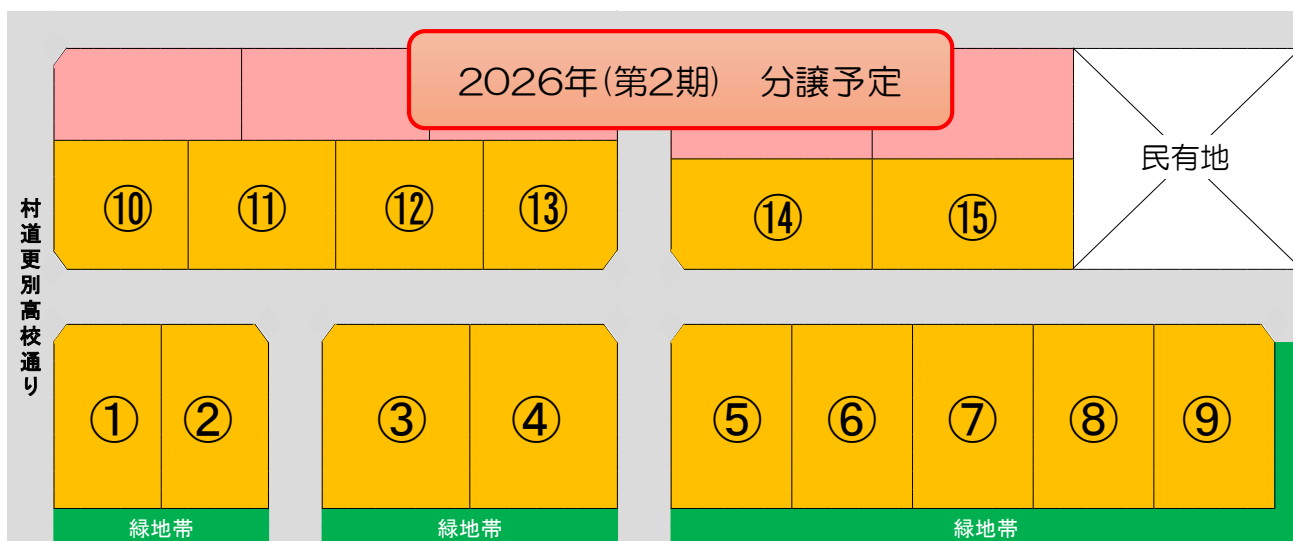 2026年(第2期) 分譲予定
民有地
⑩ ⑪ ⑫ ⑬ ⑭ ⑮
村道更別高校通り
① ② ③ ④ ⑤ ⑥ ⑦ ⑧ ⑨
緑地帯 緑地帯 緑地帯